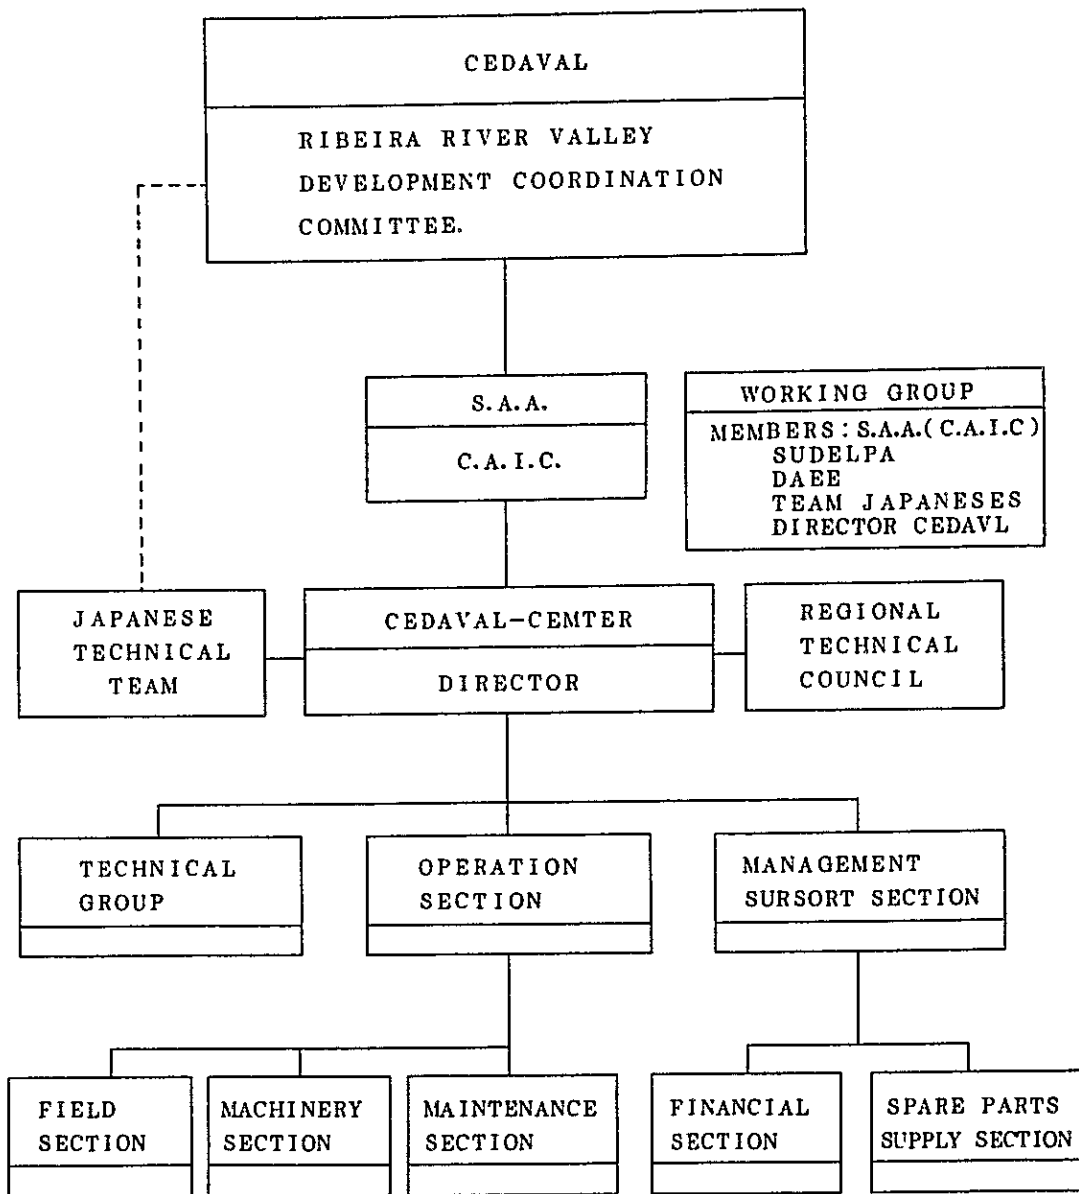 CEDAVAL
RIBEIRA RIVER VALLEY
DEVELOPMENT COORDINATION
COMMITTEE.
S.A.A.
C.A.I.C.
WORKING GROUP
MEMBERS: S.A.A.(C.A.I.C)
SUDELPA
DAEE
TEAM JAPANESES
DIRECTOR CEDAVL
JAPANESE
TECHNICAL
TEAM
CEDAVAL-CEMTER
DIRECTOR
REGIONAL
TECHNICAL
COUNCIL
TECHNICAL
GROUP
OPERATION
SECTION
MANAGEMENT
SURSORT SECTION
FIELD
SECTION
MACHINERY
SECTION
MAINTENANCE
SECTION
FINANCIAL
SECTION
SPARE PARTS
SUPPLY SECTION